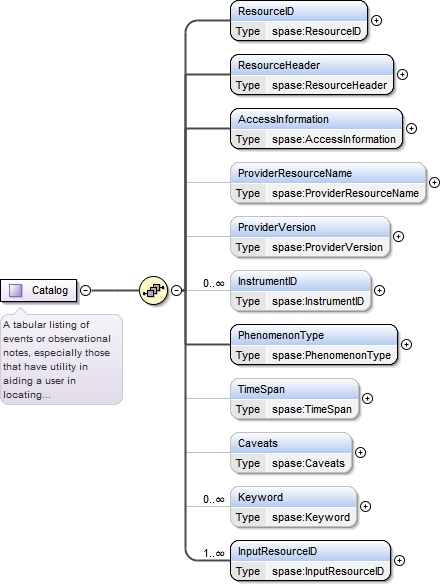 ResourceID
Type spase:ResourceID
ResourceHeader
Type spase:ResourceHeader
AccessInformation
Type spase:AccessInformation
ProviderResourceName
Type spase:ProviderResourceName
ProviderVersion
Type spase:ProviderVersion
0..∞
InstrumentID
Type spase:InstrumentID
Catalog
A tabular listing of
events or observational
notes, especially those
that have utility in
aiding a user in
locating...
PhenomenonType
Type spase:PhenomenonType
TimeSpan
Type spase:TimeSpan
Caveats
Type spase:Caveats
0..∞
Keyword
Type spase:Keyword
1..∞
InputResourceID
Type spase:InputResourceID